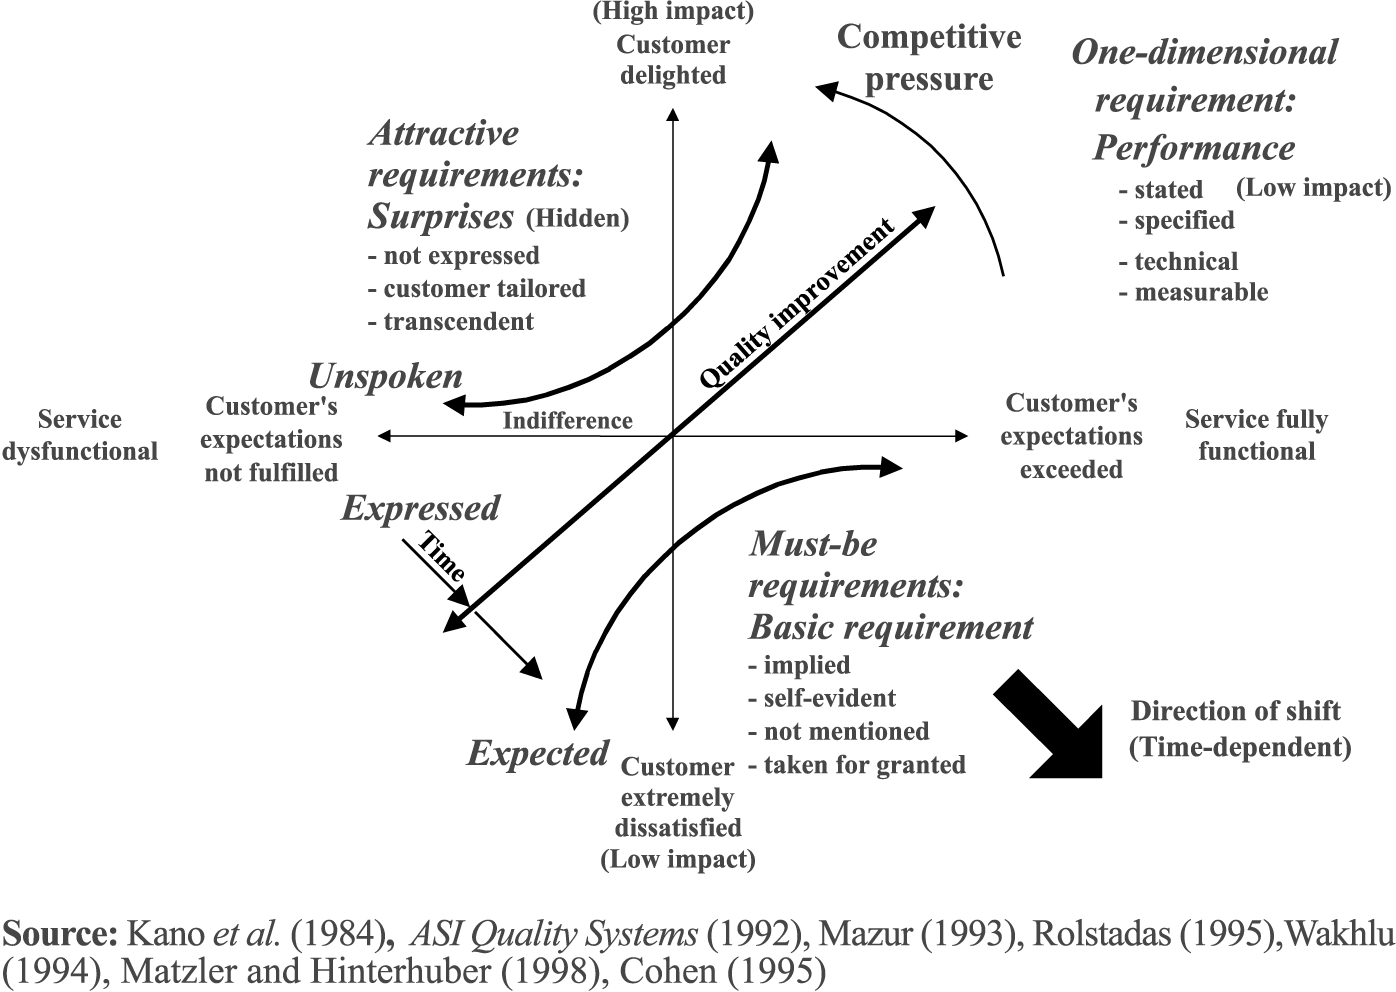 (High impact)
Customer
delighted
Competitive
pressure
One-dimensional
requirement:
Performance
- stated (Low impact)
- specified
- technical
- measurable
Attractive
requirements:
Surprises (Hidden)
- not expressed
- customer tailored
- transcendent
Quality improvement
Unspoken
Service
dysfunctional
Customer's
expectations
not fulfilled
Indifference
Customer's
expectations
exceeded
Service fully
functional
Expressed
Time
Must-be
requirements:
Basic requirement
- implied
- self-evident
- not mentioned
- taken for granted
Expected
Customer
extremely
dissatisfied
(Low impact)
Direction of shift
(Time-dependent)
Source: Kano et al. (1984), ASI Quality Systems (1992), Mazur (1993), Rolstadas (1995),Wakhlu
(1994), Matzler and Hinterhuber (1998), Cohen (1995)